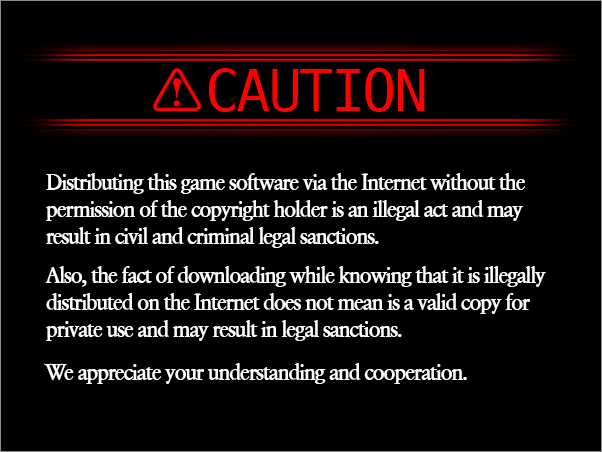 CAUTION
Distributing this game software via the Internet without the
permission of the copyright holder is an illegal act and may
result in civil and criminal legal sanctions.
Also, the fact of downloading while knowing that it is illegally
distributed on the Internet does not mean is a valid copy for
private use and may result in legal sanctions.
We appreciate your understanding and cooperation.